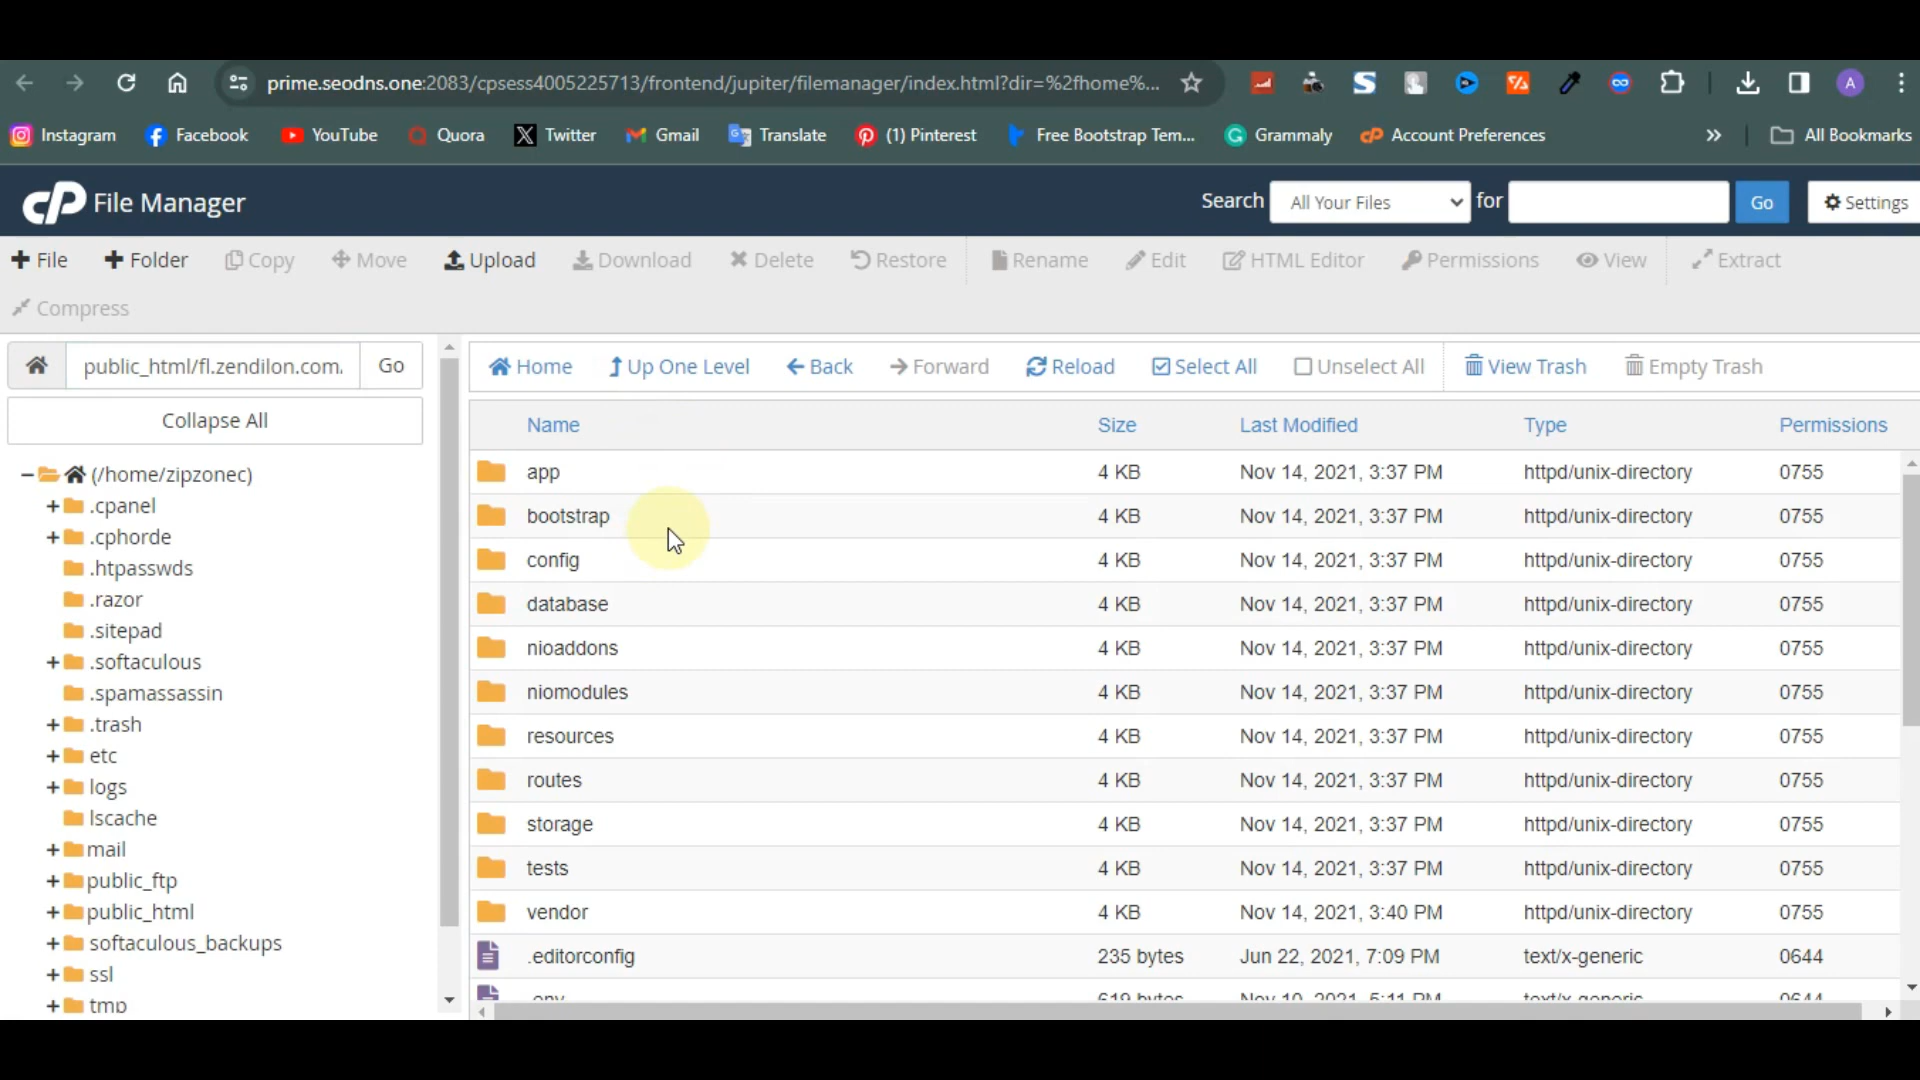 prime.seodns.one:2083/cpsess4005225713/frontend/jupiter/filemanager/index.html?dir=%2fhome%... A
Instagram Facebook YouTube Quora Twitter Gmail Translate (1) Pinterest Free Bootstrap Tem... Grammaly Account Preferences » All Bookmarks
cP File Manager Search All Your Files for Go Settings
File Folder Copy Move Upload Download Delete Restore Rename Edit HTML Editor Permissions View Extract
Compress
public_html/fl.zendilon.com. Go
Collapse All
(/home/zipzonec)
.cpanel
.cphorde
.htpasswds
.razor
.sitepad
.softaculous
.spamassassin
.trash
etc
logs
lscache
mail
public_ftp
public_html
softaculous_backups
ssl
tmp
Home Up One Level Back Forward Reload Select All Unselect All View Trash Empty Trash
Name Size Last Modified Type Permissions
app 4 KB Nov 14, 2021, 3:37 PM httpd/unix-directory 0755
bootstrap 4 KB Nov 14, 2021, 3:37 PM httpd/unix-directory 0755
config 4 KB Nov 14, 2021, 3:37 PM httpd/unix-directory 0755
database 4 KB Nov 14, 2021, 3:37 PM httpd/unix-directory 0755
nioaddons 4 KB Nov 14, 2021, 3:37 PM httpd/unix-directory 0755
niomodules 4 KB Nov 14, 2021, 3:37 PM httpd/unix-directory 0755
resources 4 KB Nov 14, 2021, 3:37 PM httpd/unix-directory 0755
routes 4 KB Nov 14, 2021, 3:37 PM httpd/unix-directory 0755
storage 4 KB Nov 14, 2021, 3:37 PM httpd/unix-directory 0755
tests 4 KB Nov 14, 2021, 3:37 PM httpd/unix-directory 0755
vendor 4 KB Nov 14, 2021, 3:40 PM httpd/unix-directory 0755
.editorconfig 235 bytes Jun 22, 2021, 7:09 PM text/x-generic 0644
.env 619 bytes Nov 10, 2021, 5:11 PM text/x-generic 0644